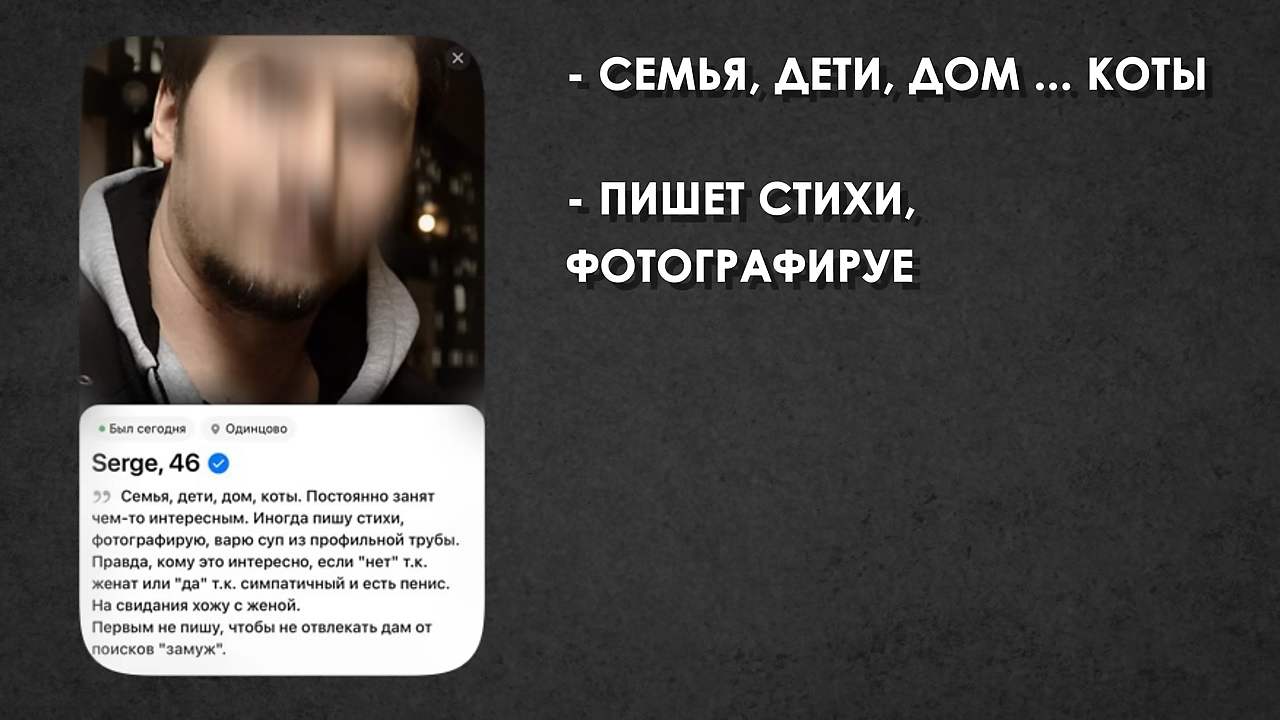 Был сегодня Одинцово
Serge, 46
Семья, дети, дом, коты. Постоянно занят
чем-то интересным. Иногда пишу стихи,
фотографирую, варю суп из профильной трубы.
Правда, кому это интересно, если "нет" т.к.
женат или "да" т.к. симпатичный и есть пенис.
На свидания хожу с женой.
Первым не пишу, чтобы не отвлекать дам от
поисков "замуж".
- СЕМЬЯ, ДЕТИ, ДОМ ... КОТЫ
- ПИШЕТ СТИХИ,
ФОТОГРАФИРУЕ